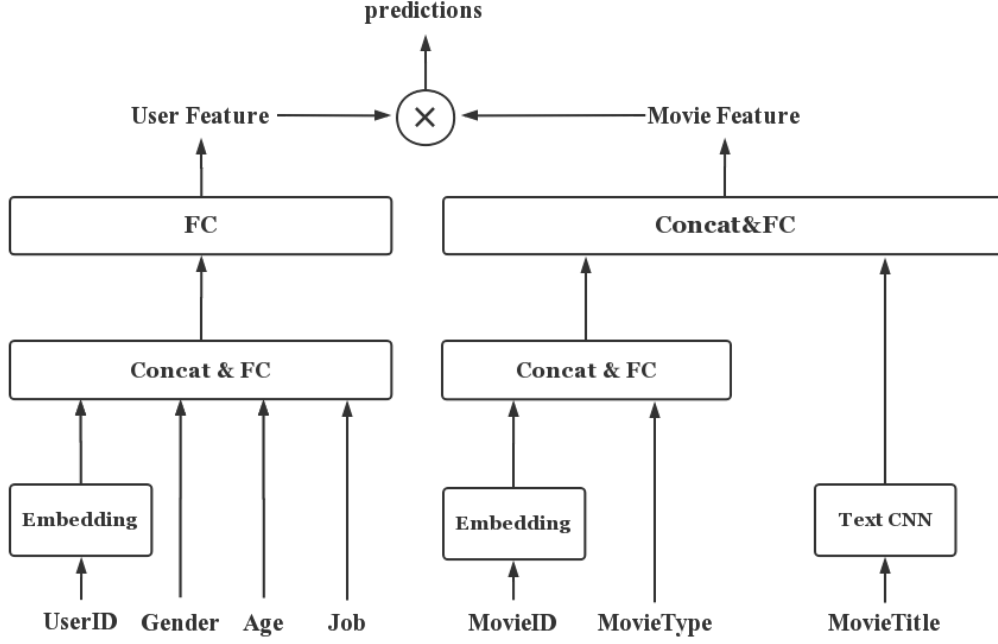 predictions
User Feature
Movie Feature
FC
Concat&FC
Concat & FC
Concat & FC
Embedding
Embedding
Text CNN
UserID Gender Age Job MovieID MovieType MovieTitle